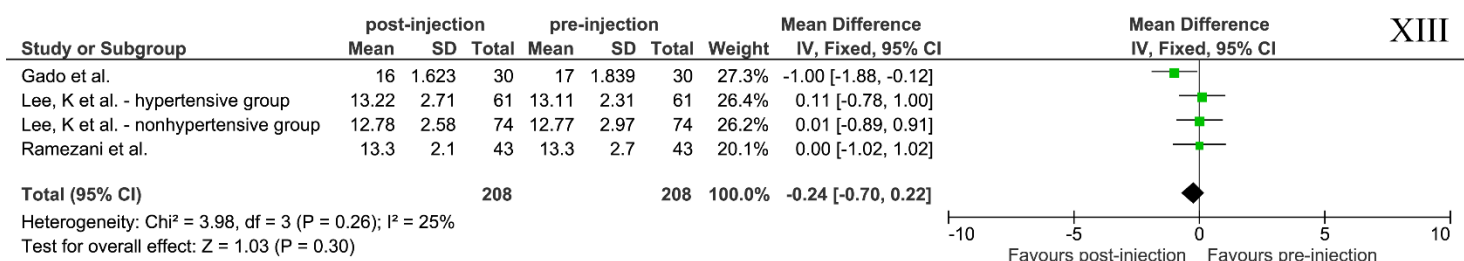 post-injection pre-injection Mean Difference Mean Difference XIII
Study or Subgroup Mean SD Total Mean SD Total Weight IV, Fixed, 95% CI IV, Fixed, 95% CI
Gado et al. 16 1.623 30 17 1.839 30 27.3% -1.00 [-1.88, -0.12]
Lee, K et al. - hypertensive group 13.22 2.71 61 13.11 2.31 61 26.4% 0.11 [-0.78, 1.00]
Lee, K et al. - nonhypertensive group 12.78 2.58 74 12.77 2.97 74 26.2% 0.01 [-0.89, 0.91]
Ramezani et al. 13.3 2.1 43 13.3 2.7 43 20.1% 0.00 [-1.02, 1.02]
Total (95% CI) 208 208 100.0% -0.24 [-0.70, 0.22]
Heterogeneity: Chi² = 3.98, df = 3 (P = 0.26); I² = 25%
Test for overall effect: Z = 1.03 (P = 0.30)
-10 -5 0 5 10
Favours post-injection Favours pre-injection